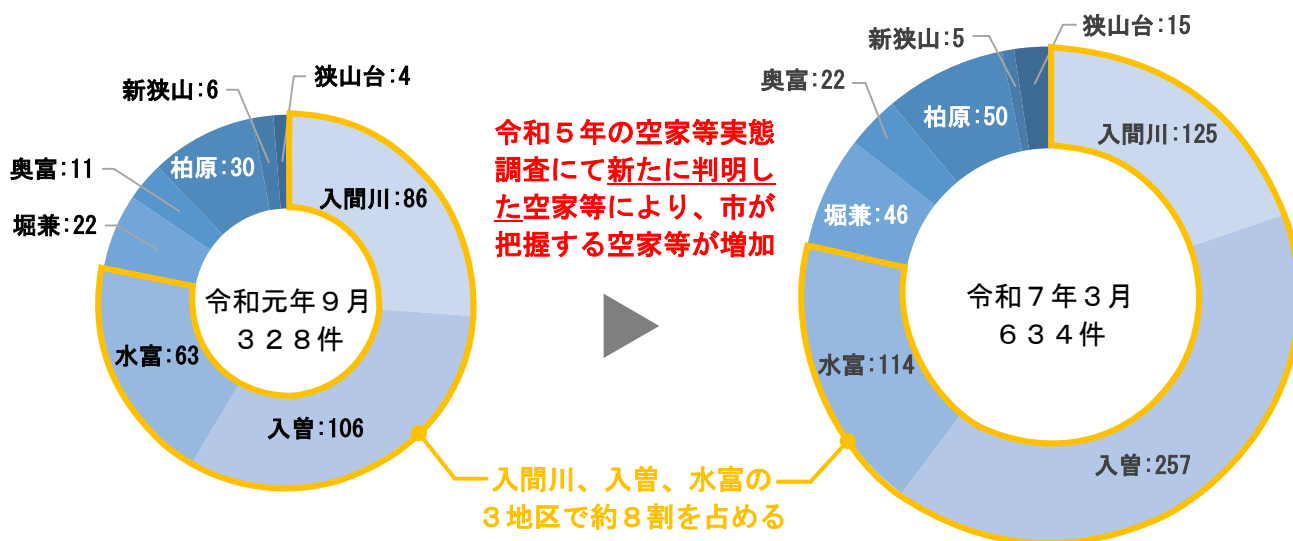 新狭山:6
狭山台:4
奥富:11
柏原:30
入間川:86
堀兼:22
令和元年９月
３２８件
水富:63
入曽:106
令和５年の空家等実態
調査にて新たに判明し
た空家等により、市が
把握する空家等が増加
入間川、入曽、水富の
３地区で約８割を占める
新狭山:5
狭山台:15
奥富:22
柏原:50
入間川:125
堀兼:46
令和７年３月
６３４件
水富:114
入曽:257